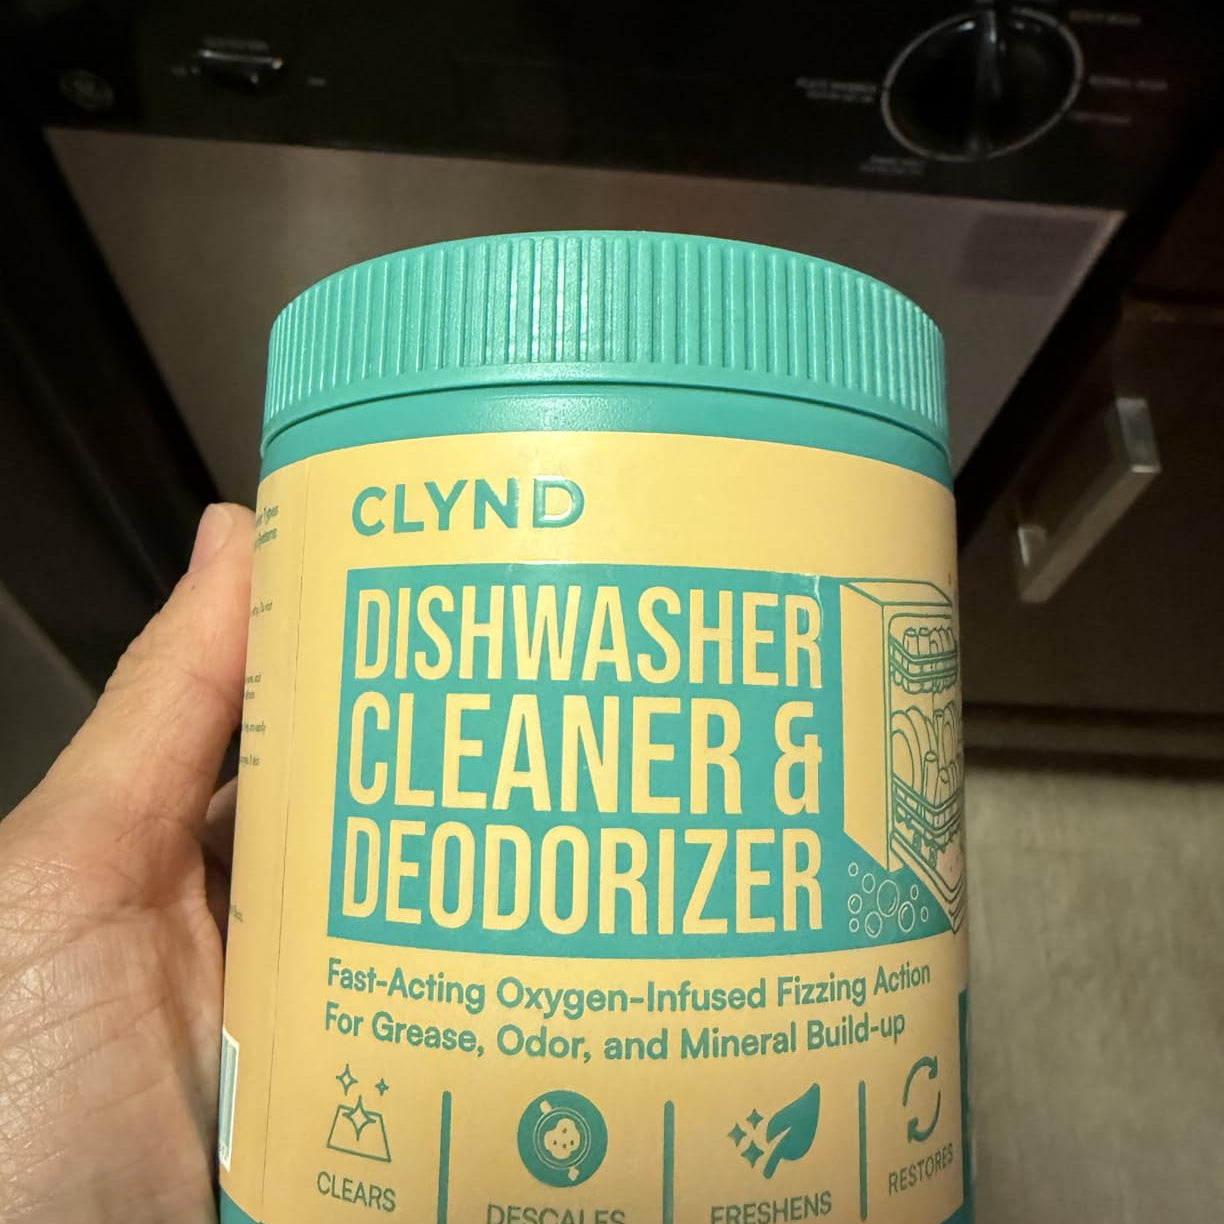 CLYND
DISHWASHER
CLEANER &
DEODORIZER
Fast-Acting Oxygen-Infused Fizzing Action
For Grease, Odor, and Mineral Build-up
CLEARS
DESCALES
FRESHENS
RESTORES